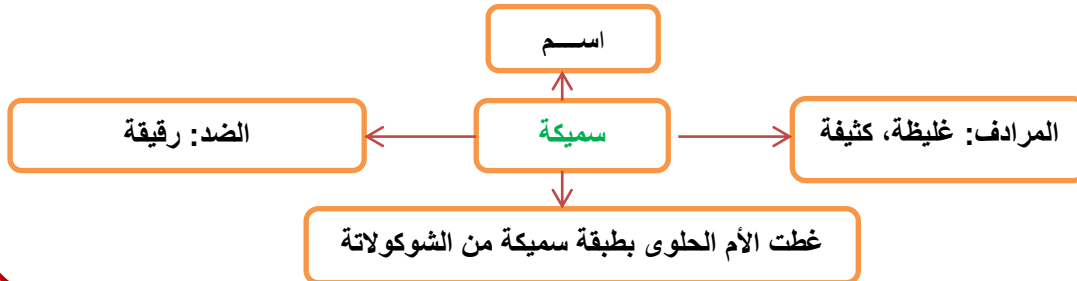 اســـم
المرادف: غليظة، كثيفة
سميكة
الضد: رقيقة
غطت الأم الحلوى بطبقة سميكة من الشوكولاتة